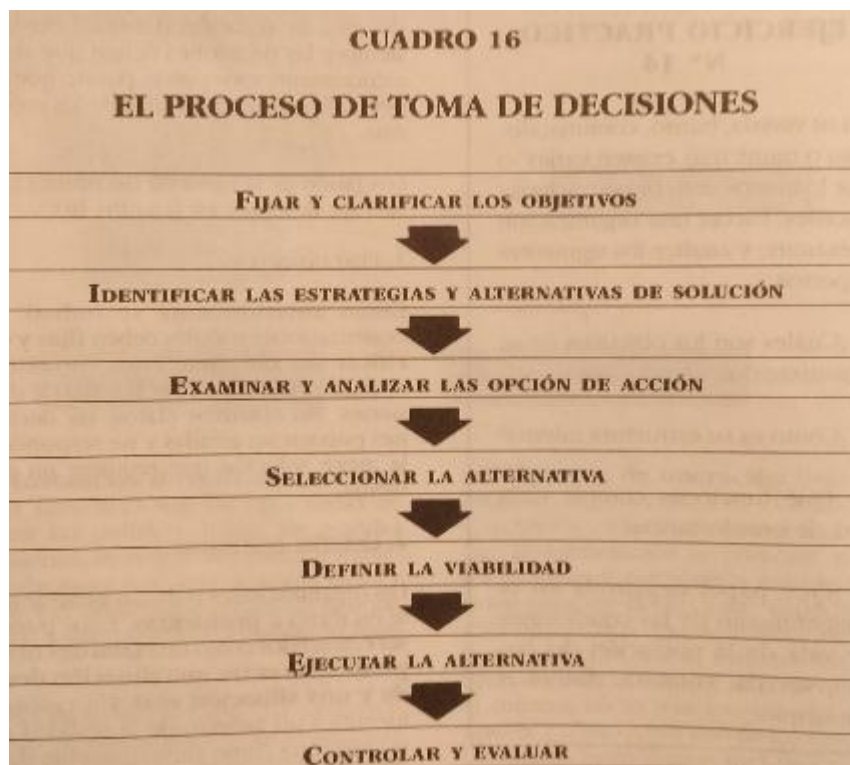 CUADRO 16
EL PROCESO DE TOMA DE DECISIONES
FIJAR Y CLARIFICAR LOS OBJETIVOS
IDENTIFICAR LAS ESTRATEGIAS Y ALTERNATIVAS DE SOLUCIÓN
EXAMINAR Y ANALIZAR LAS OPCIÓN DE ACCIÓN
SELECCIONAR LA ALTERNATIVA
DEFINIR LA VIABILIDAD
EJECUTAR LA ALTERNATIVA
CONTROLAR Y EVALUAR